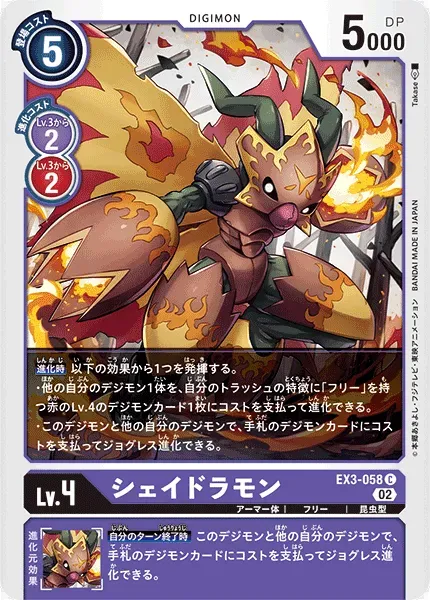 DIGIMON
登場コスト
5
DP
5000
進化コスト
Lv.3から
2
Lv.3から
2
Takase
©本郷あきよし・フジテレビ・東映アニメーション
BANDAI MADE IN JAPAN
進化時 以下の効果から1つを発揮する。
・他の自分のデジモン1体を、自分のトラッシュの特徴に「フリー」を持
つ赤のLv.4のデジモンカード1枚にコストを支払って進化できる。
・このデジモンと他の自分のデジモンで、手札のデジモンカードにコス
トを支払ってジョグレス進化できる。
EX3-058 C
Lv.4
シェイドラモン
02
アーマー体 | フリー | 昆虫型
進化元効果
自分のターン終了時 このデジモンと他の自分のデジモンで、
手札のデジモンカードにコストを支払ってジョグレス進
化できる。